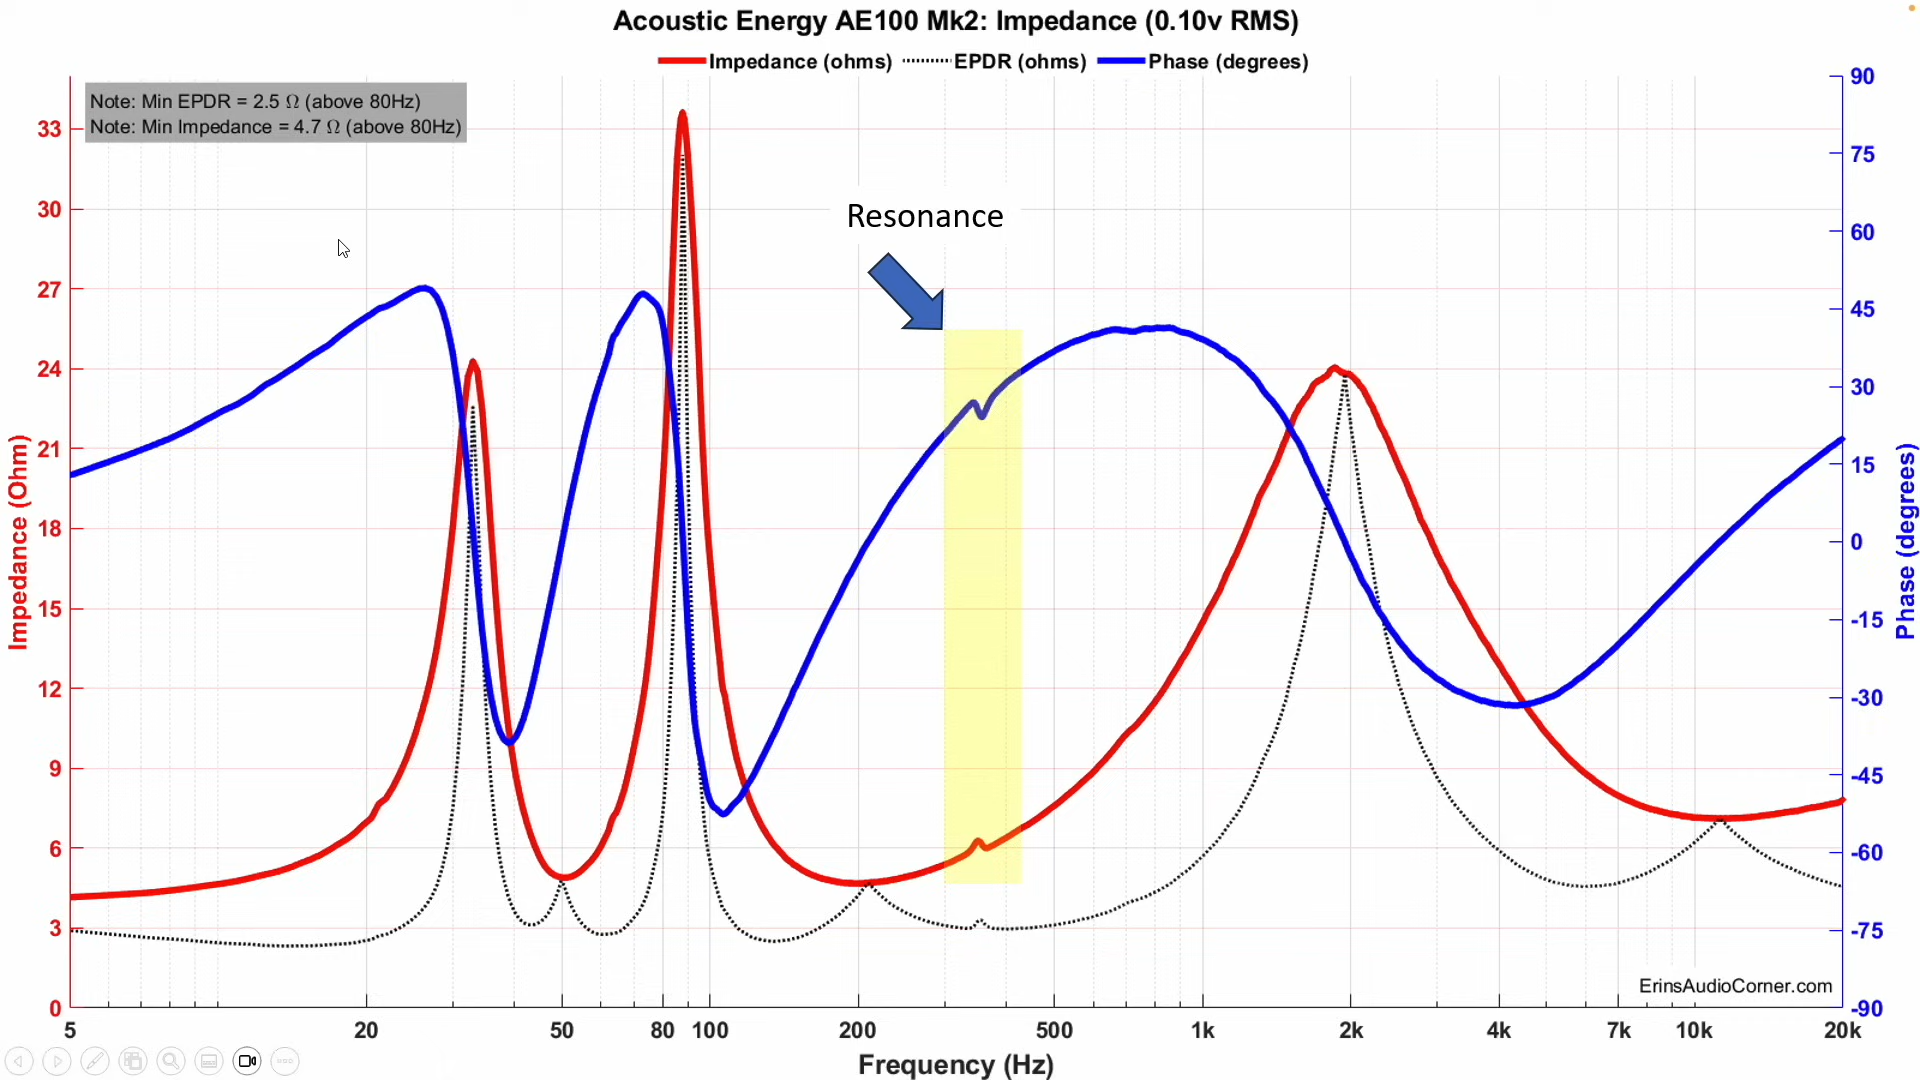 Acoustic Energy AE100 Mk2: Impedance (0.10v RMS)
Impedance (ohms) EPDR (ohms) Phase (degrees)
Note: Min EPDR = 2.5 Ω (above 80Hz)
Note: Min Impedance = 4.7 Ω (above 80Hz)
Resonance
Impedance (Ohm)
33
30
27
24
21
18
15
12
9
6
3
0
90
75
60
45
30
15
0
-15
-30
-45
-60
-75
-90
Phase (degrees)
ErinsAudioCorner.com
5 20 50 80 100 200 500 1k 2k 4k 7k 10k 20k
Frequency (Hz)